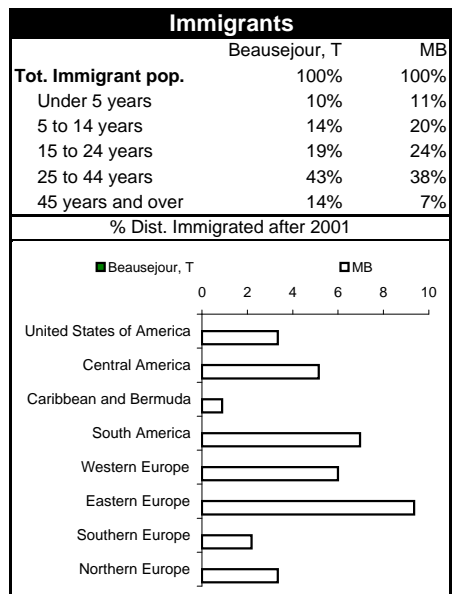 Immigrants
Beausejour, T MB
Tot. Immigrant pop. 100% 100%
Under 5 years 10% 11%
5 to 14 years 14% 20%
15 to 24 years 19% 24%
25 to 44 years 43% 38%
45 years and over 14% 7%
% Dist. Immigrated after 2001
Beausejour, T MB
0 2 4 6 8 10
United States of America
Central America
Caribbean and Bermuda
South America
Western Europe
Eastern Europe
Southern Europe
Northern Europe